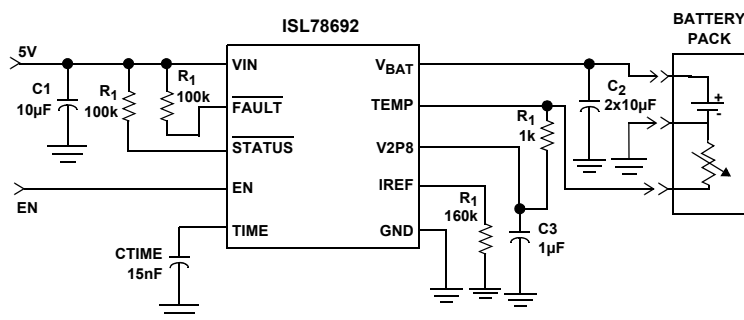 ISL78692
BATTERY
PACK
5V
C1
10µF
R1
100k
R1
100k
VIN
FAULT
STATUS
EN
TIME
VBAT
TEMP
V2P8
IREF
GND
C2
2x10µF
R1
1k
R1
160k
C3
1µF
+
-
EN
CTIME
15nF